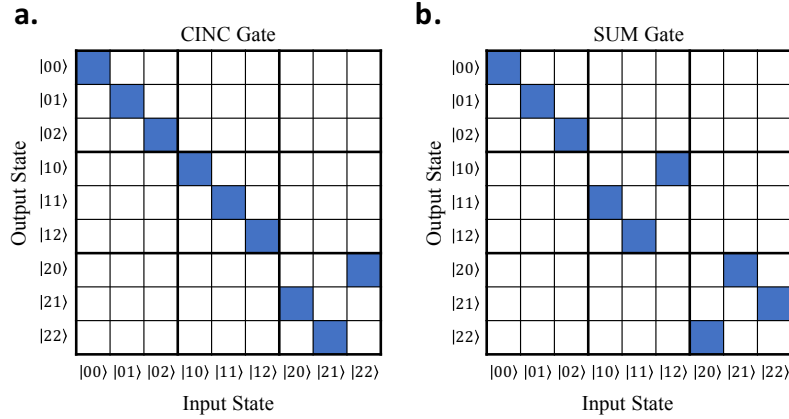 a.
CINC Gate
Output State
|00⟩
|01⟩
|02⟩
|10⟩
|11⟩
|12⟩
|20⟩
|21⟩
|22⟩
|00⟩ |01⟩ |02⟩ |10⟩ |11⟩ |12⟩ |20⟩ |21⟩ |22⟩
Input State
b.
SUM Gate
Output State
|00⟩
|01⟩
|02⟩
|10⟩
|11⟩
|12⟩
|20⟩
|21⟩
|22⟩
|00⟩ |01⟩ |02⟩ |10⟩ |11⟩ |12⟩ |20⟩ |21⟩ |22⟩
Input State